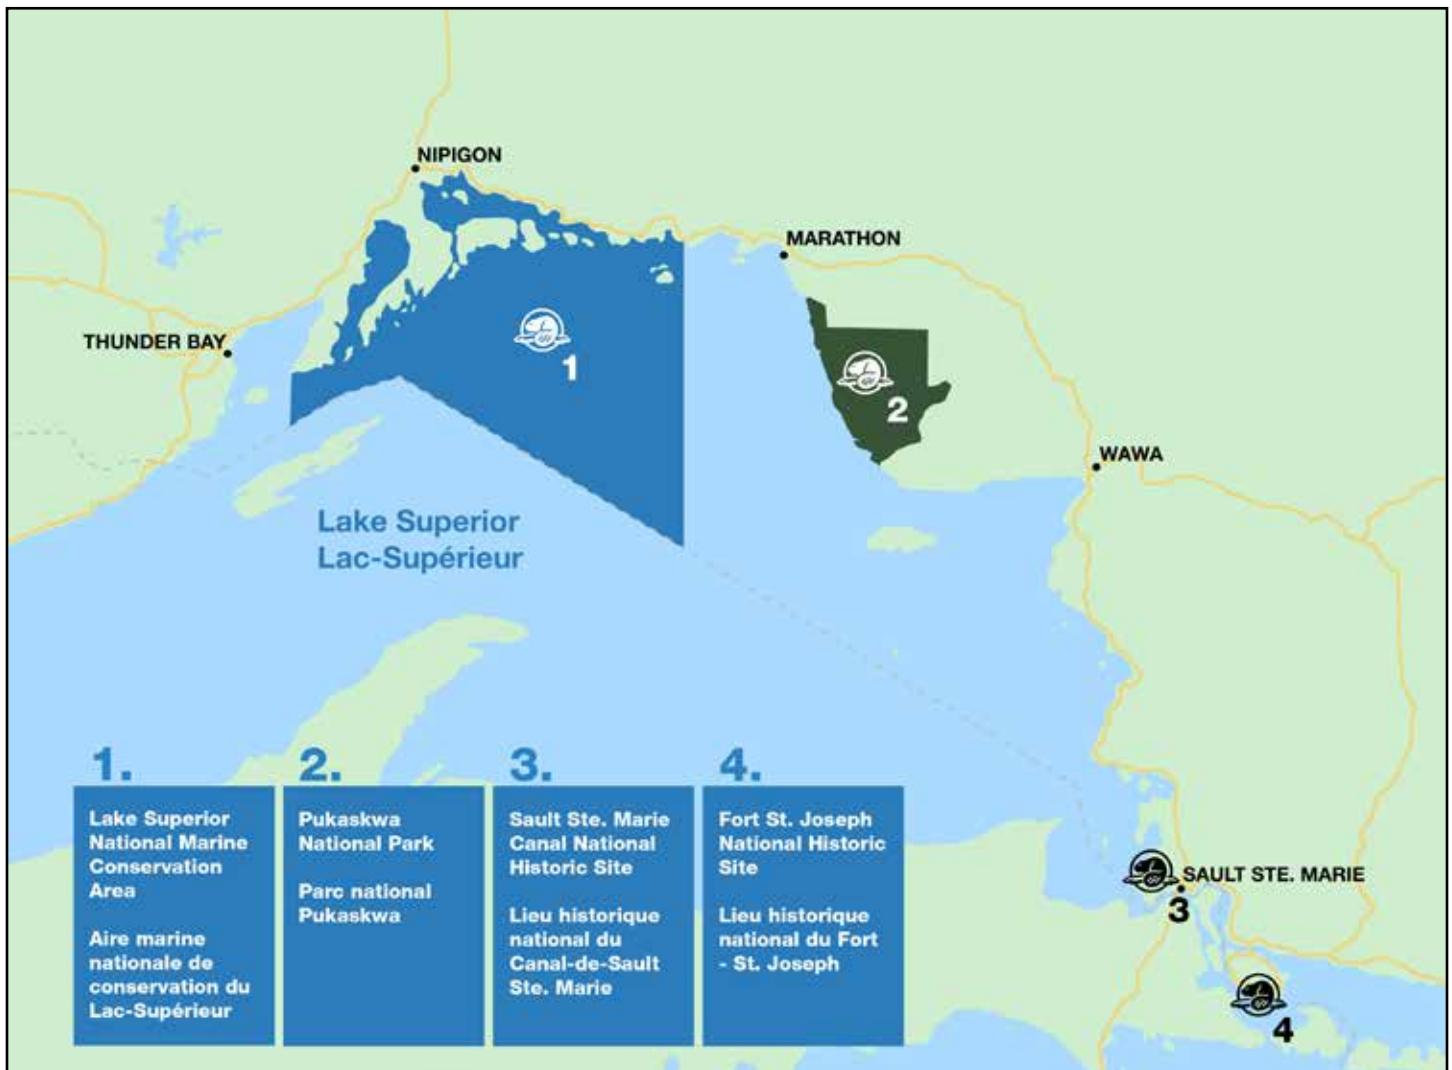 NIPIGON
MARATHON
THUNDER BAY
1
2
WAWA
Lake Superior
Lac-Supérieur
SAULT STE. MARIE
3
4
1.
Lake Superior
National Marine
Conservation
Area
Aire marine
nationale de
conservation du
Lac-Supérieur
2.
Pukaskwa
National Park
Parc national
Pukaskwa
3.
Sault Ste. Marie
Canal National
Historic Site
Lieu historique
national du
Canal-de-Sault
Ste. Marie
4.
Fort St. Joseph
National Historic
Site
Lieu historique
national du Fort
- St. Joseph